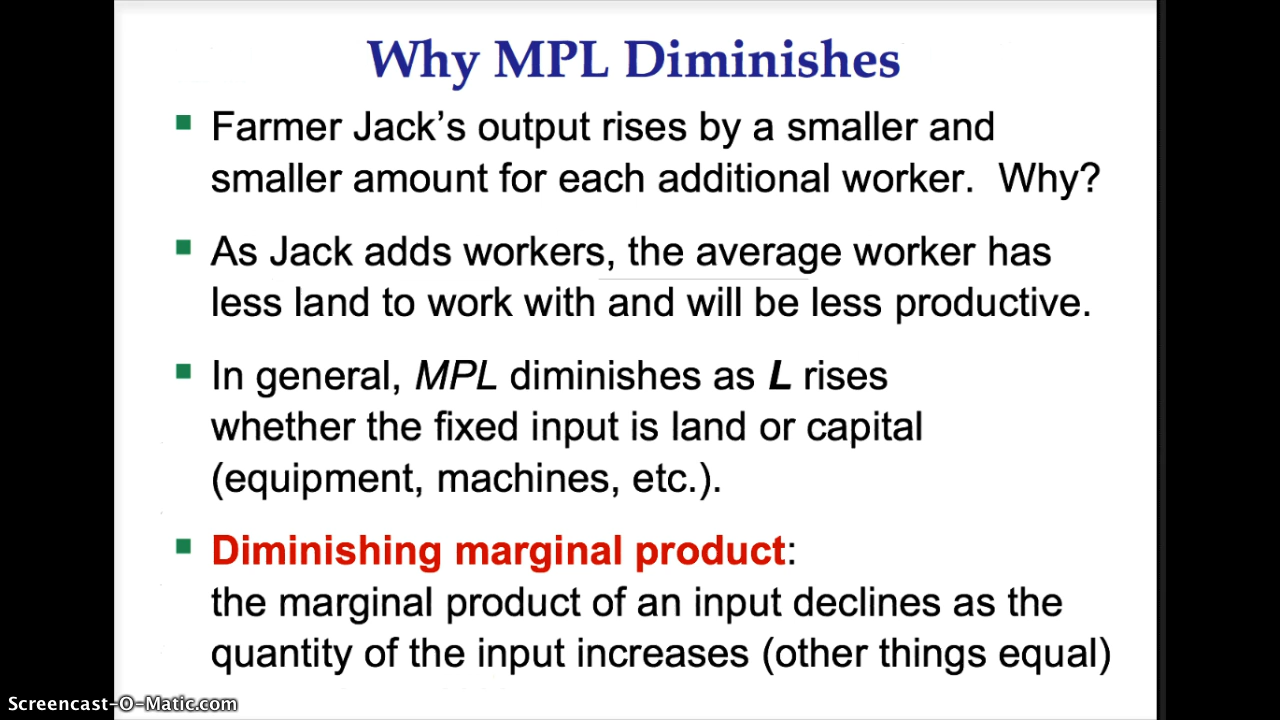 Why MPL Diminishes
Farmer Jack’s output rises by a smaller and
smaller amount for each additional worker.  Why?
As Jack adds workers, the average worker has
less land to work with and will be less productive.
In general, MPL diminishes as L rises
whether the fixed input is land or capital
(equipment, machines, etc.).
Diminishing marginal product:
the marginal product of an input declines as the
quantity of the input increases (other things equal)
Screencast-O-Matic.com